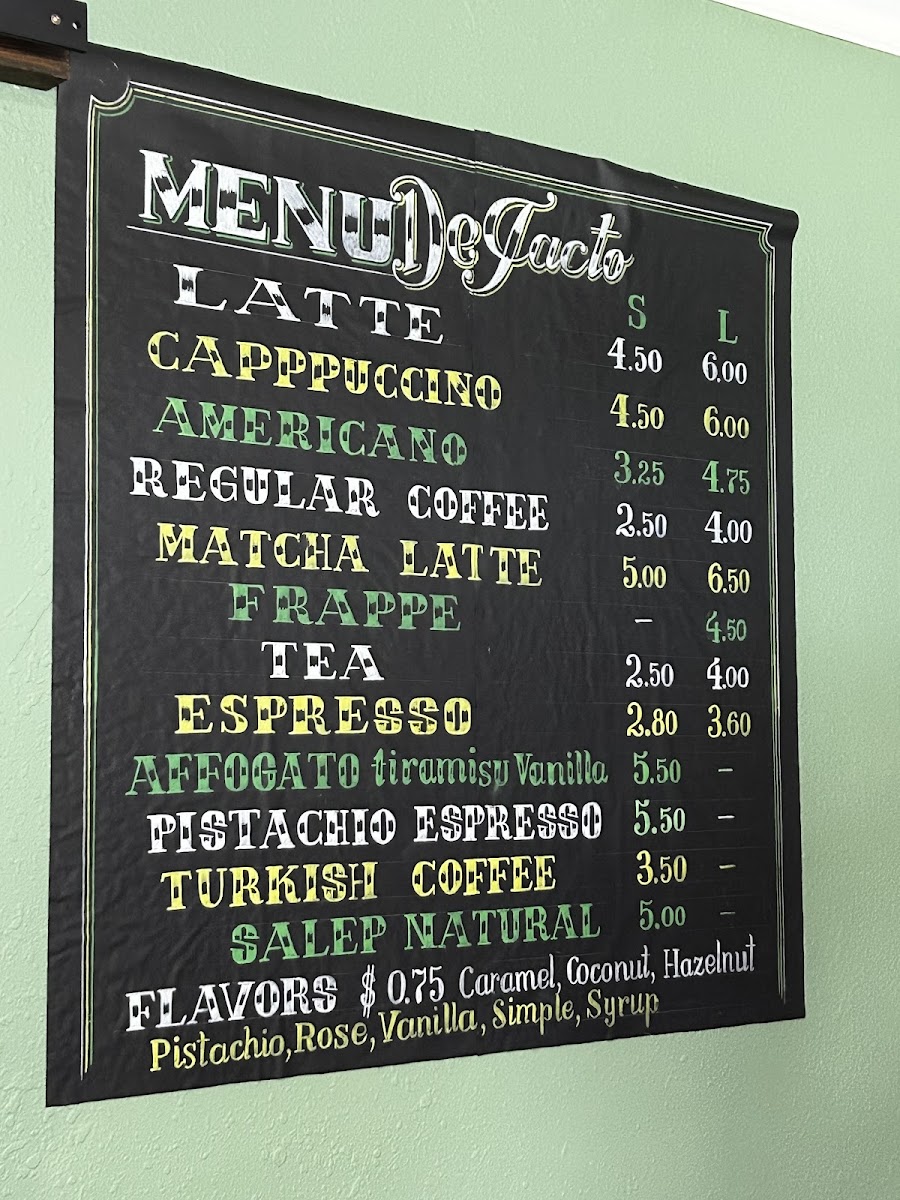 MENU De Facto
S L
LATTE 4.50 6.00
CAPPPUCCINO 4.50 6.00
AMERICANO 3.25 4.75
REGULAR COFFEE 2.50 4.00
MATCHA LATTE 5.00 6.50
FRAPPE – 4.50
TEA 2.50 4.00
ESPRESSO 2.80 3.60
AFFOGATO tiramisu Vanilla 5.50 –
PISTACHIO ESPRESSO 5.50 –
TURKISH COFFEE 3.50 –
SALEP NATURAL 5.00 –
FLAVORS $ 0.75 Caramel, Coconut, Hazelnut
Pistachio, Rose, Vanilla, Simple, Syrup